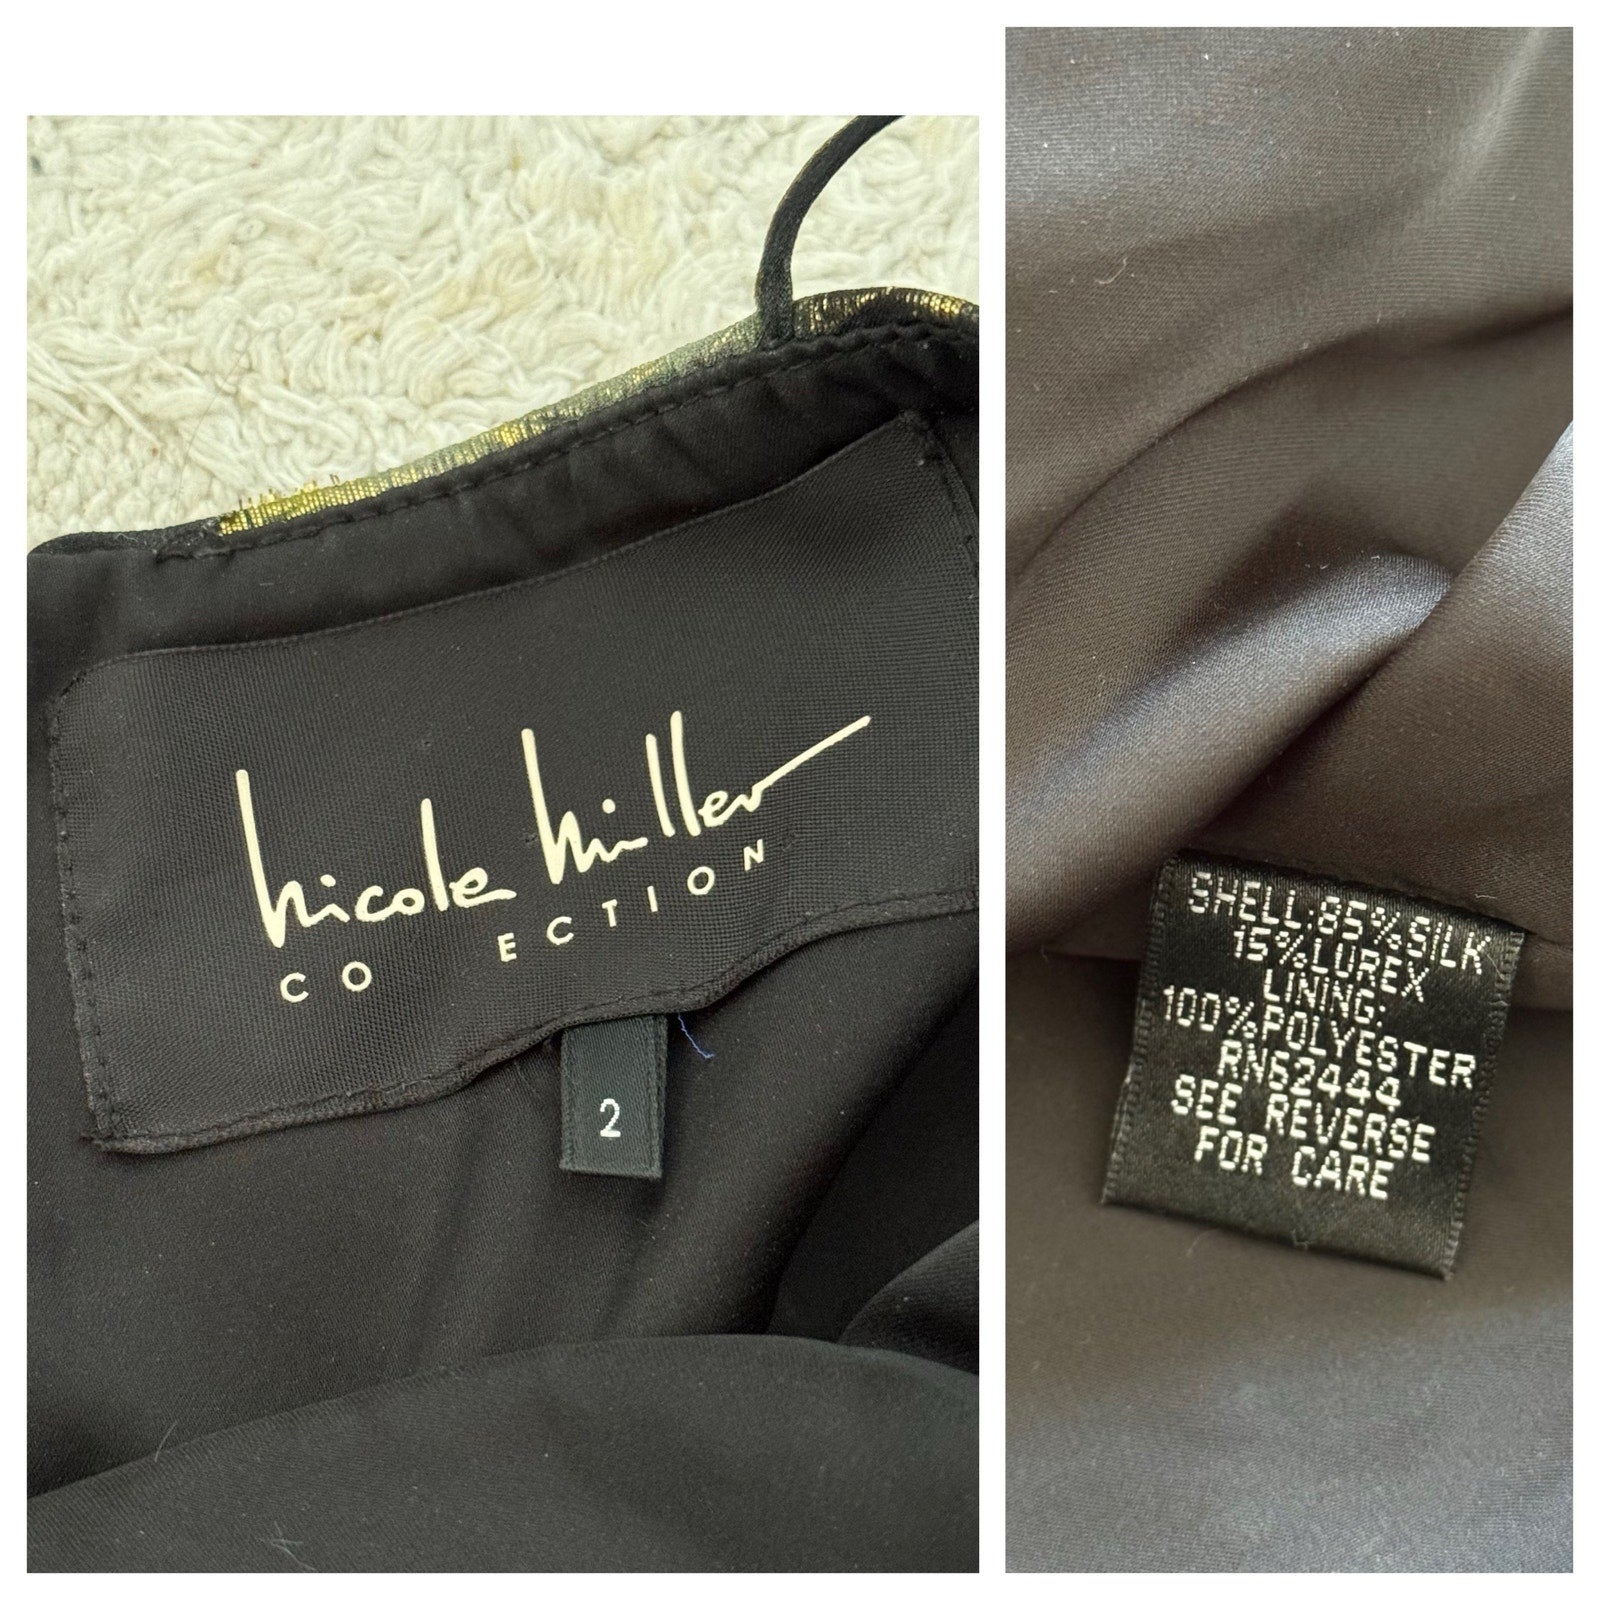 nicole miller
CO ECTION
2
SHELL:85%SILK
15%LUREX
LINING:
100%POLYESTER
RN62444
SEE REVERSE
FOR CARE